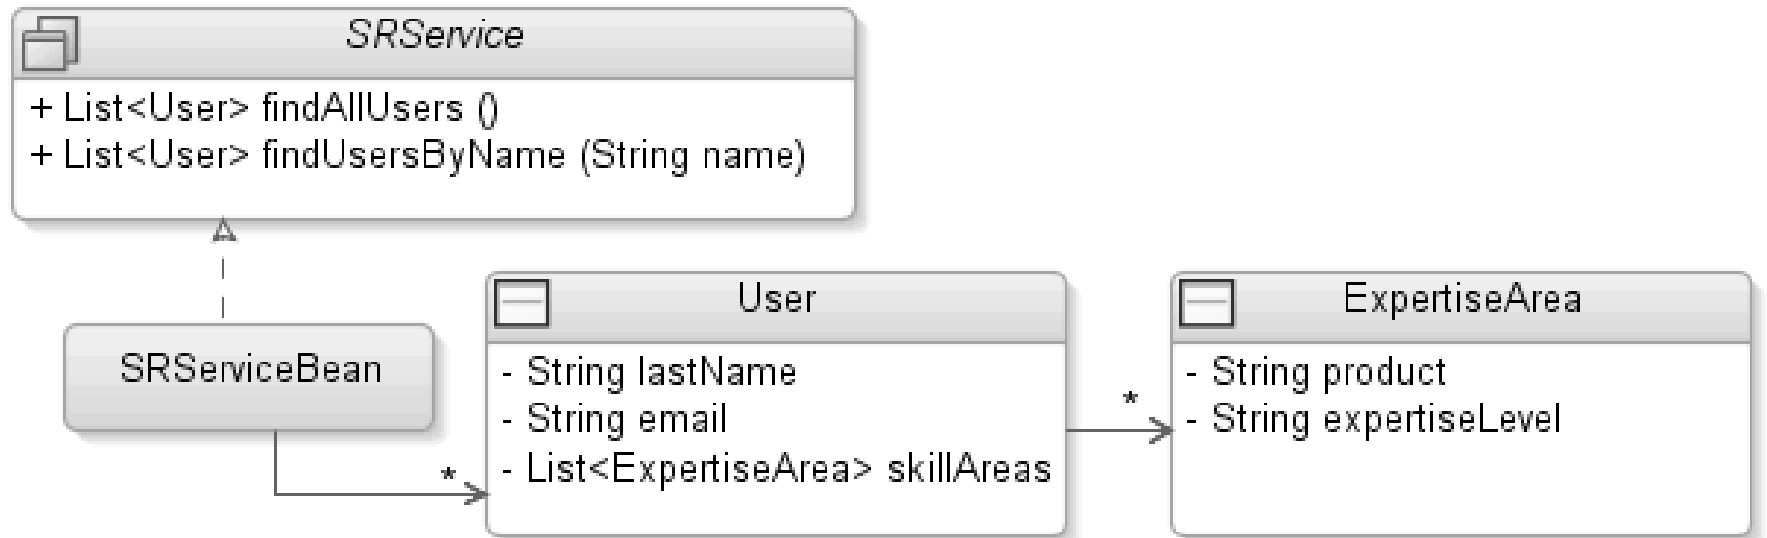 SRService
+ List<User> findAllUsers ()
+ List<User> findUsersByName (String name)
SRServiceBean
*
User
- String lastName
- String email
- List<ExpertiseArea> skillAreas
*
ExpertiseArea
- String product
- String expertiseLevel